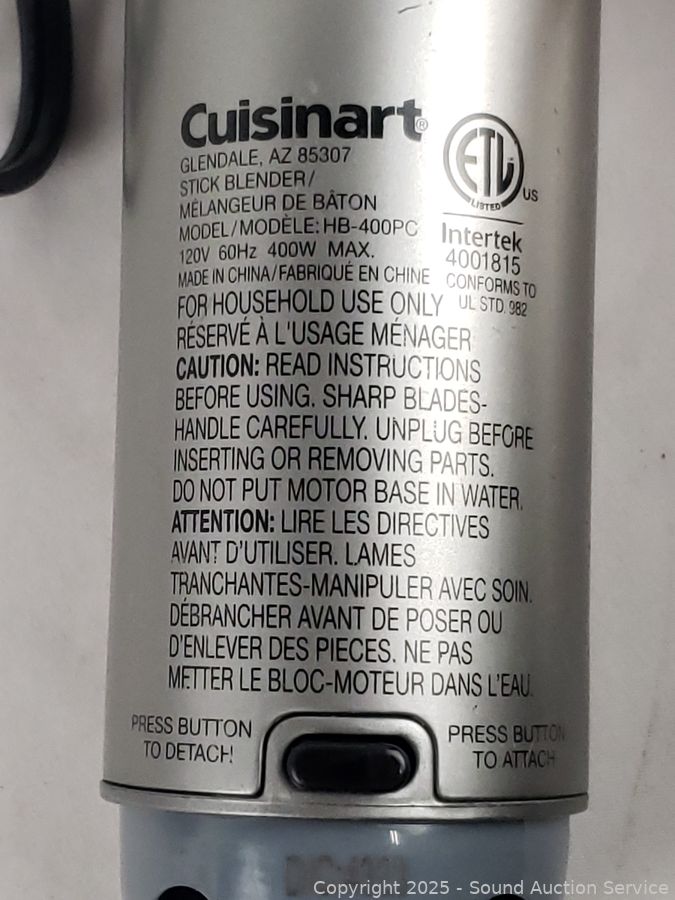 Cuisinart®
GLENDALE, AZ 85307
STICK BLENDER/
MÉLANGEUR DE BÂTON
MODEL/MODÈLE: HB-400PC
120V 60Hz 400W MAX.
MADE IN CHINA/FABRIQUÉ EN CHINE
ETL
LISTED
US
Intertek
4001815
CONFORMS TO
UL STD. 982
FOR HOUSEHOLD USE ONLY
RÉSERVÉ À L'USAGE MÉNAGER
CAUTION: READ INSTRUCTIONS
BEFORE USING. SHARP BLADES-
HANDLE CAREFULLY. UNPLUG BEFORE
INSERTING OR REMOVING PARTS.
DO NOT PUT MOTOR BASE IN WATER.
ATTENTION: LIRE LES DIRECTIVES
AVANT D'UTILISER. LAMES
TRANCHANTES-MANIPULER AVEC SOIN.
DÉBRANCHER AVANT DE POSER OU
D'ENLEVER DES PIECES. NE PAS
METTER LE BLOC-MOTEUR DANS L'EAU.
PRESS BUTTON
TO DETACH!
PRESS BUTTON
TO ATTACH
Copyright 2025 - Sound Auction Service